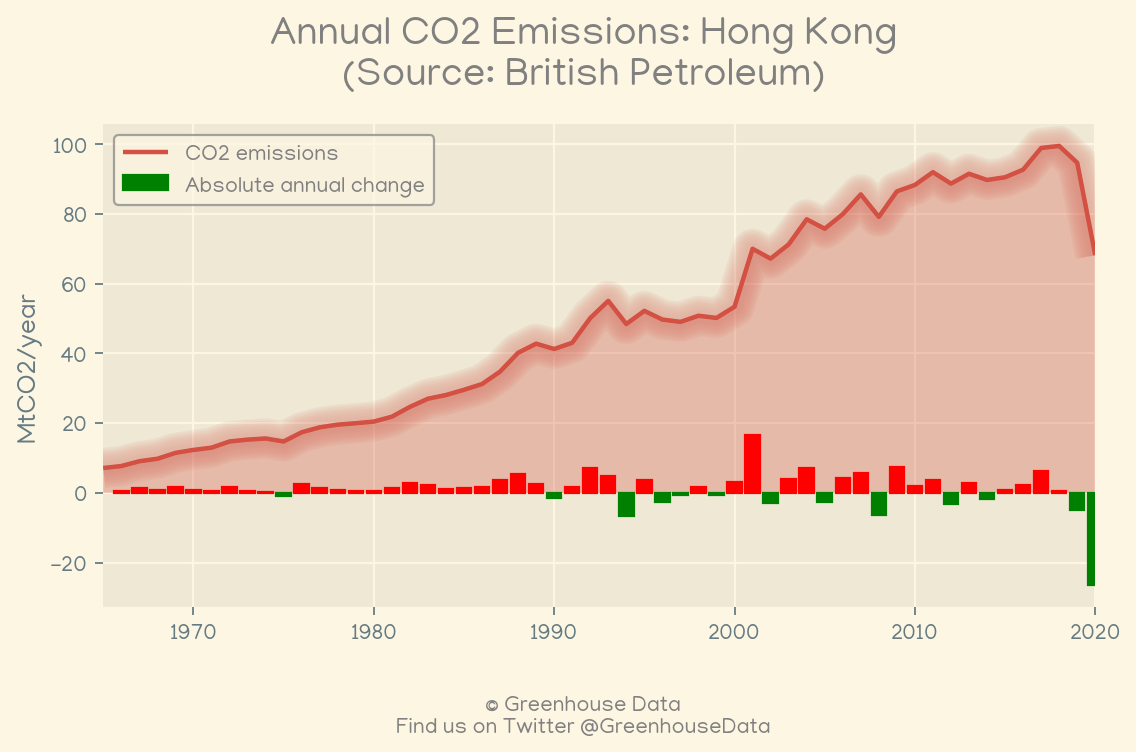 Annual CO2 Emissions: Hong Kong
(Source: British Petroleum)
CO2 emissions
Absolute annual change
MtCO2/year
100
80
60
40
20
0
−20
1970 1980 1990 2000 2010 2020
© Greenhouse Data
Find us on Twitter @GreenhouseData